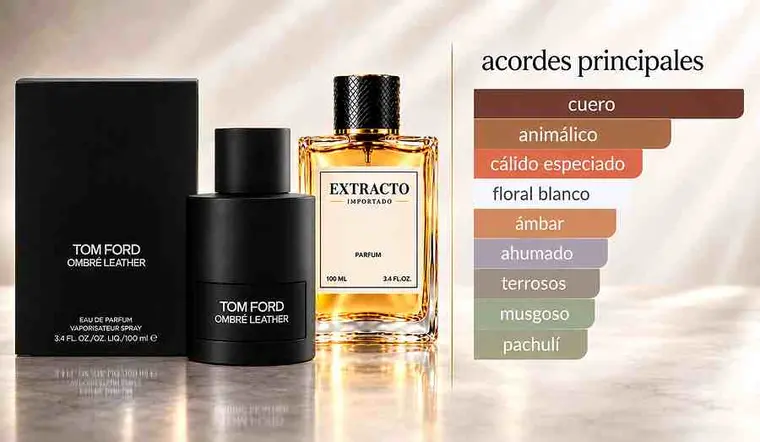 TOM FORD
OMBRÉ LEATHER
EAU DE PARFUM
VAPORISATEUR SPRAY
3.4 FL. OZ./OZ. LIQ./100 ml e
TOM FORD
OMBRÉ LEATHER
EXTRACTO
IMPORTADO
PARFUM
100 ML 3.4 FL.OZ.
acordes principales
cuero
animálico
cálido especiado
floral blanco
ámbar
ahumado
terrosos
musgoso
pachulí